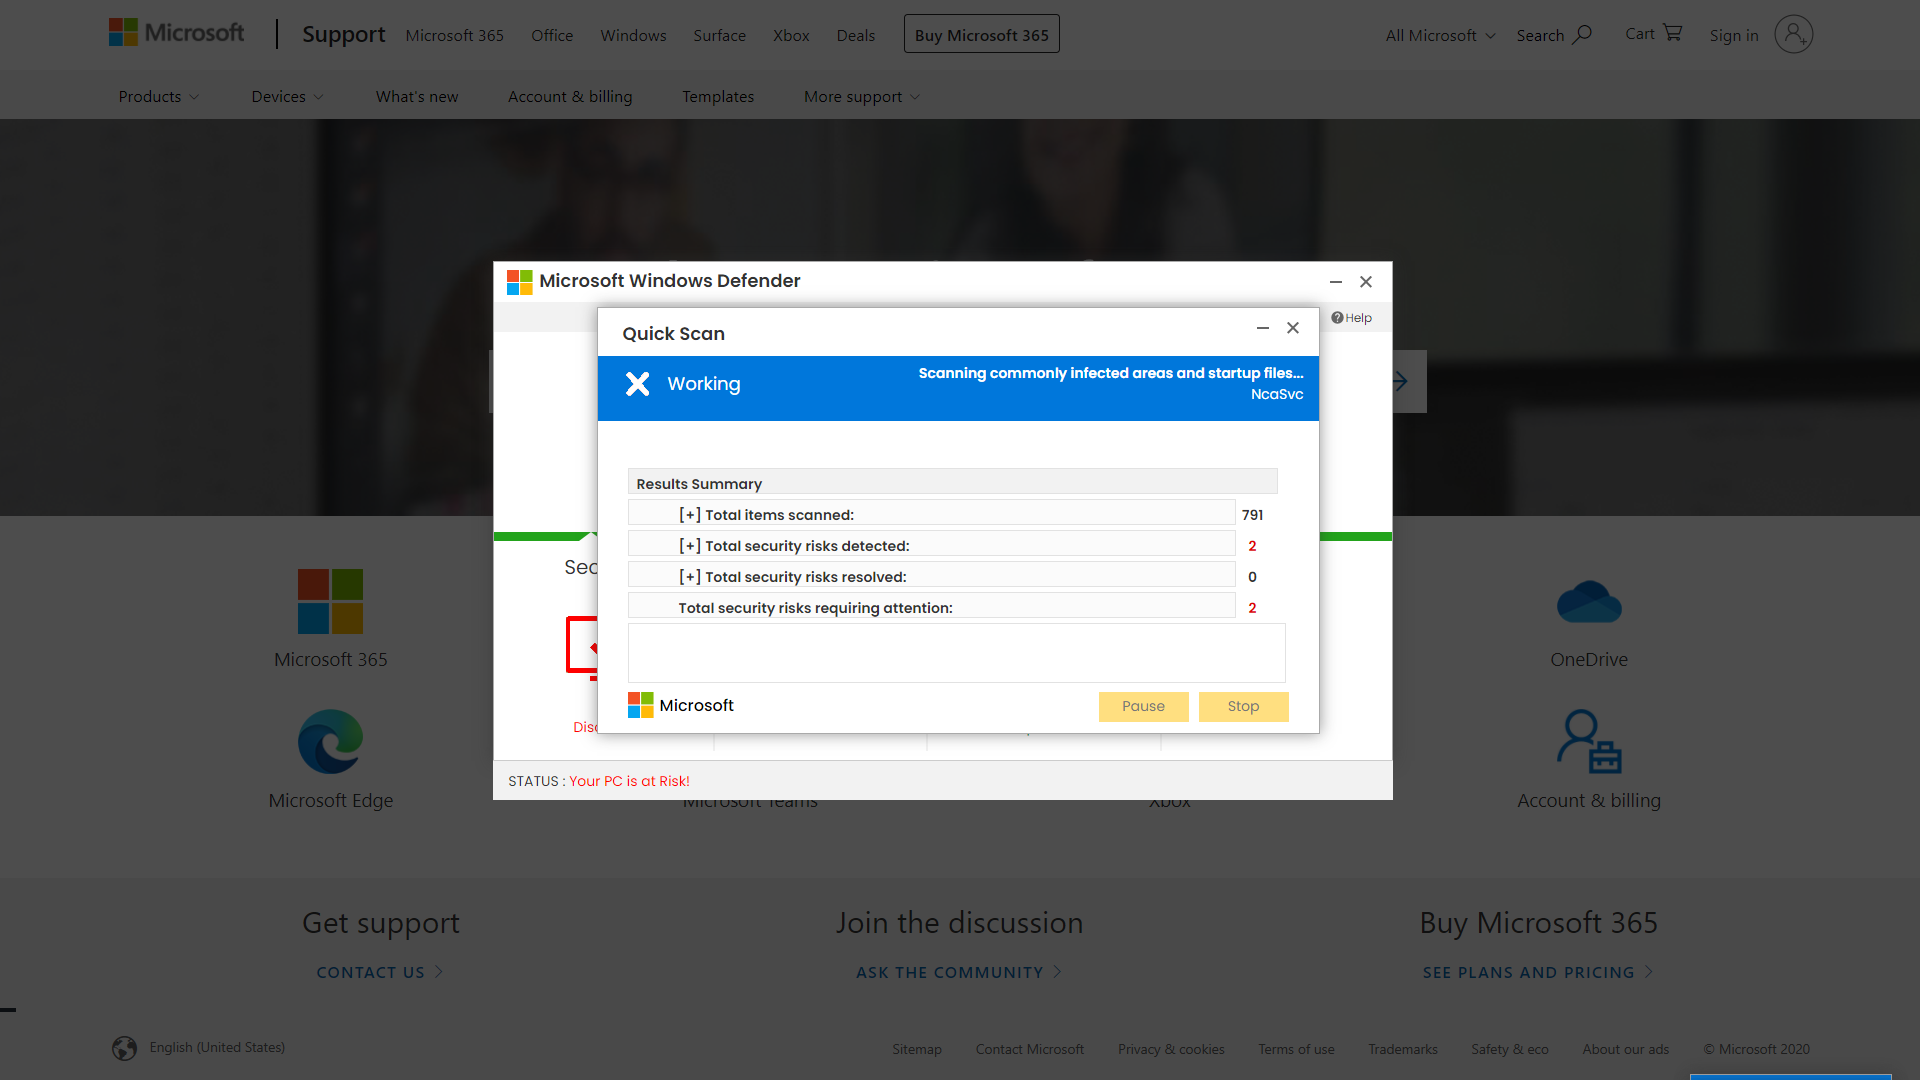 Microsoft
Support
Microsoft 365
Office
Windows
Surface
Xbox
Deals
Buy Microsoft 365
All Microsoft
Search
Cart
Sign in
Products
Devices
What's new
Account & billing
Templates
More support
Microsoft Windows Defender
Help
Quick Scan
Working
Scanning commonly infected areas and startup files...
NcaSvc
Results Summary
[+] Total items scanned: 791
[+] Total security risks detected: 2
[+] Total security risks resolved: 0
Total security risks requiring attention: 2
Microsoft
Pause
Stop
Sec
Disc
STATUS : Your PC is at Risk!
Microsoft 365
OneDrive
Microsoft Edge
Microsoft Teams
Xbox
Account & billing
Get support
CONTACT US
Join the discussion
ASK THE COMMUNITY
Buy Microsoft 365
SEE PLANS AND PRICING
English (United States)
Sitemap
Contact Microsoft
Privacy & cookies
Terms of use
Trademarks
Safety & eco
About our ads
© Microsoft 2020